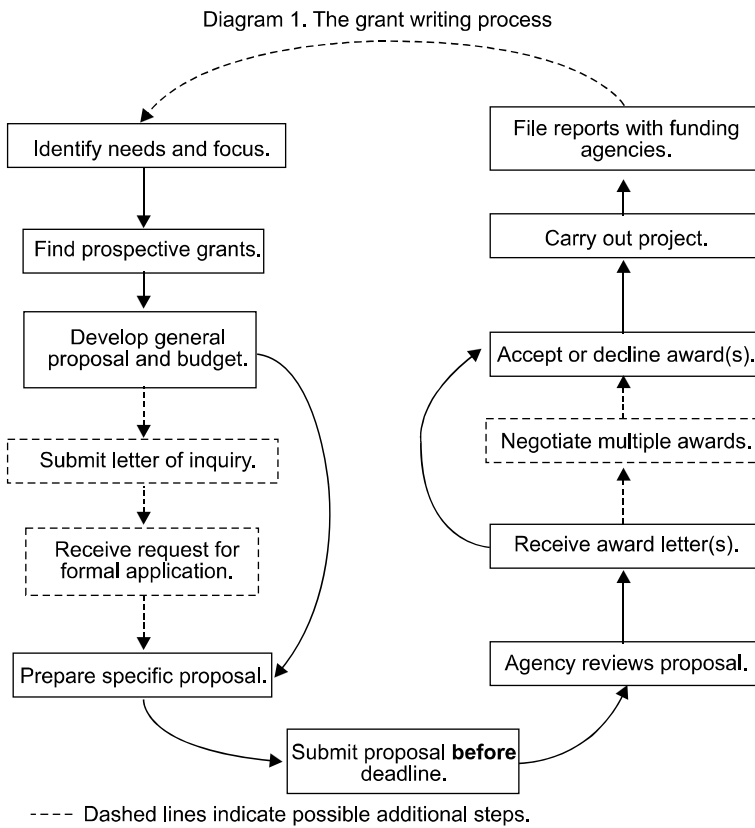 Diagram 1. The grant writing process
Identify needs and focus.
Find prospective grants.
Develop general
proposal and budget.
Submit letter of inquiry.
Receive request for
formal application.
Prepare specific proposal.
Submit proposal before
deadline.
Agency reviews proposal.
Receive award letter(s).
Negotiate multiple awards.
Accept or decline award(s).
Carry out project.
File reports with funding
agencies.
Dashed lines indicate possible additional steps.